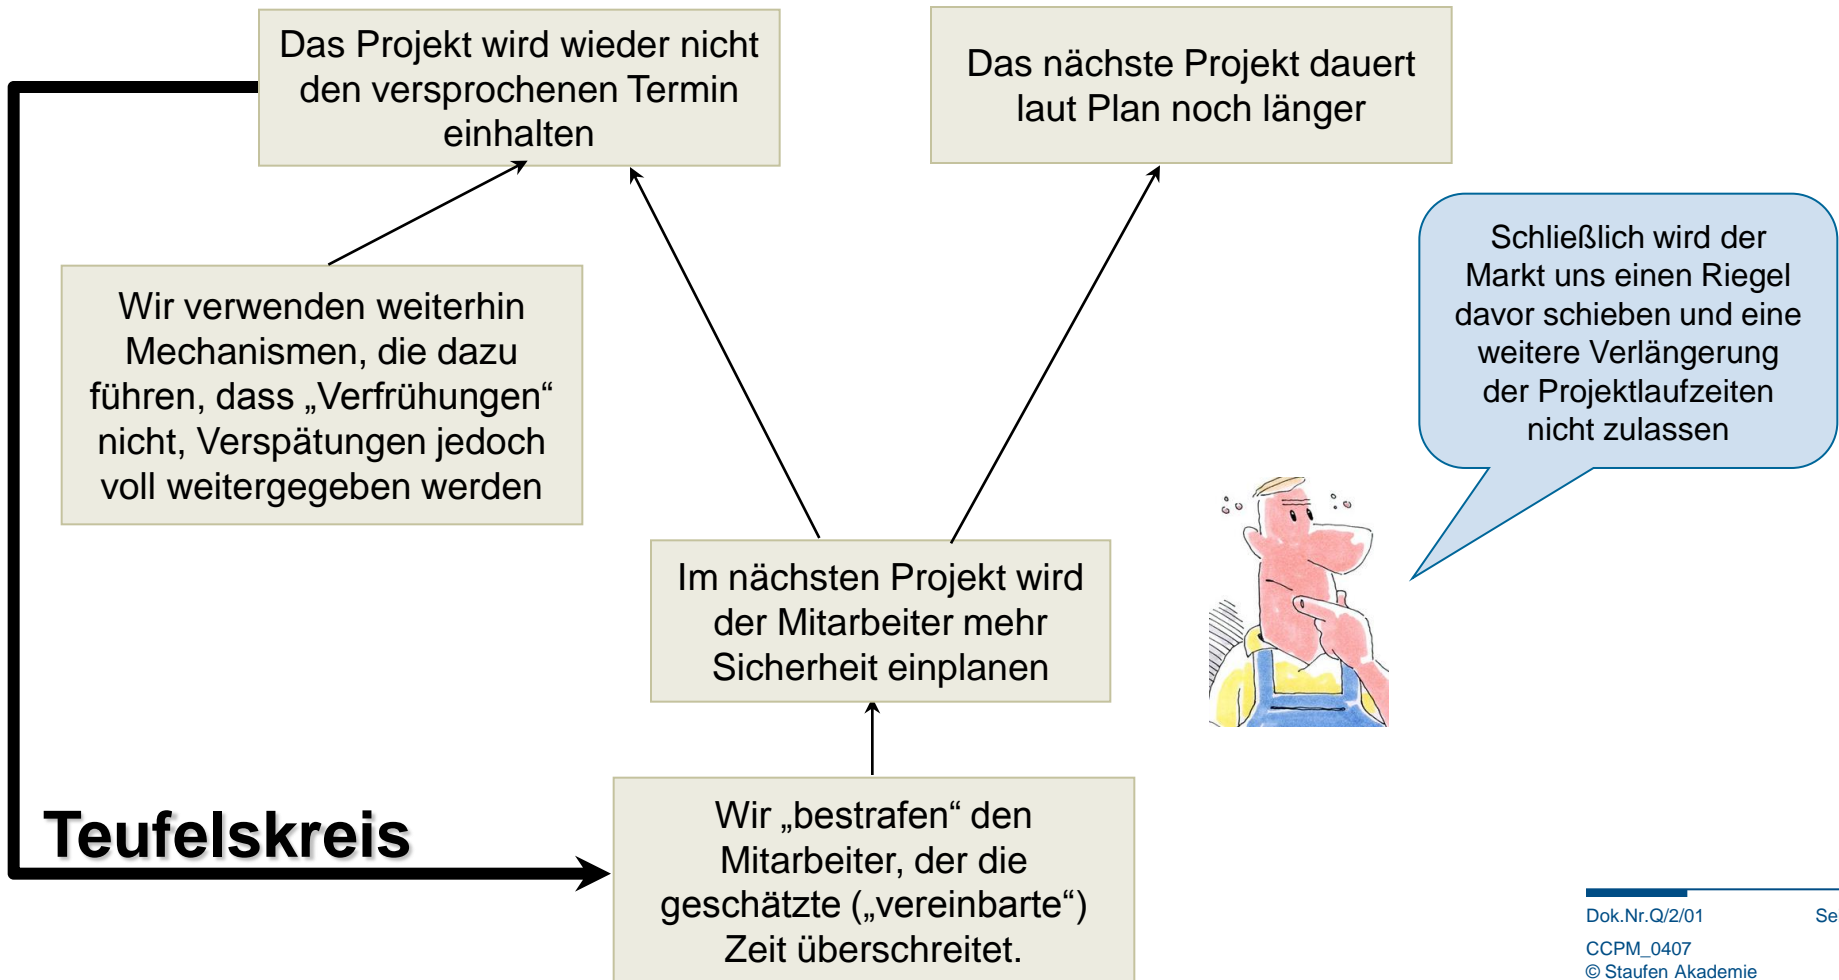 Das Projekt wird wieder nicht
den versprochenen Termin
einhalten
Das nächste Projekt dauert
laut Plan noch länger
Schließlich wird der
Markt uns einen Riegel
davor schieben und eine
weitere Verlängerung
der Projektlaufzeiten
nicht zulassen
Wir verwenden weiterhin
Mechanismen, die dazu
führen, dass „Verfrühungen“
nicht, Verspätungen jedoch
voll weitergegeben werden
Im nächsten Projekt wird
der Mitarbeiter mehr
Sicherheit einplanen
Teufelskreis
Wir „bestrafen“ den
Mitarbeiter, der die
geschätzte („vereinbarte“)
Zeit überschreitet.
Dok.Nr.Q/2/01 Se
CCPM_0407
© Staufen Akademie